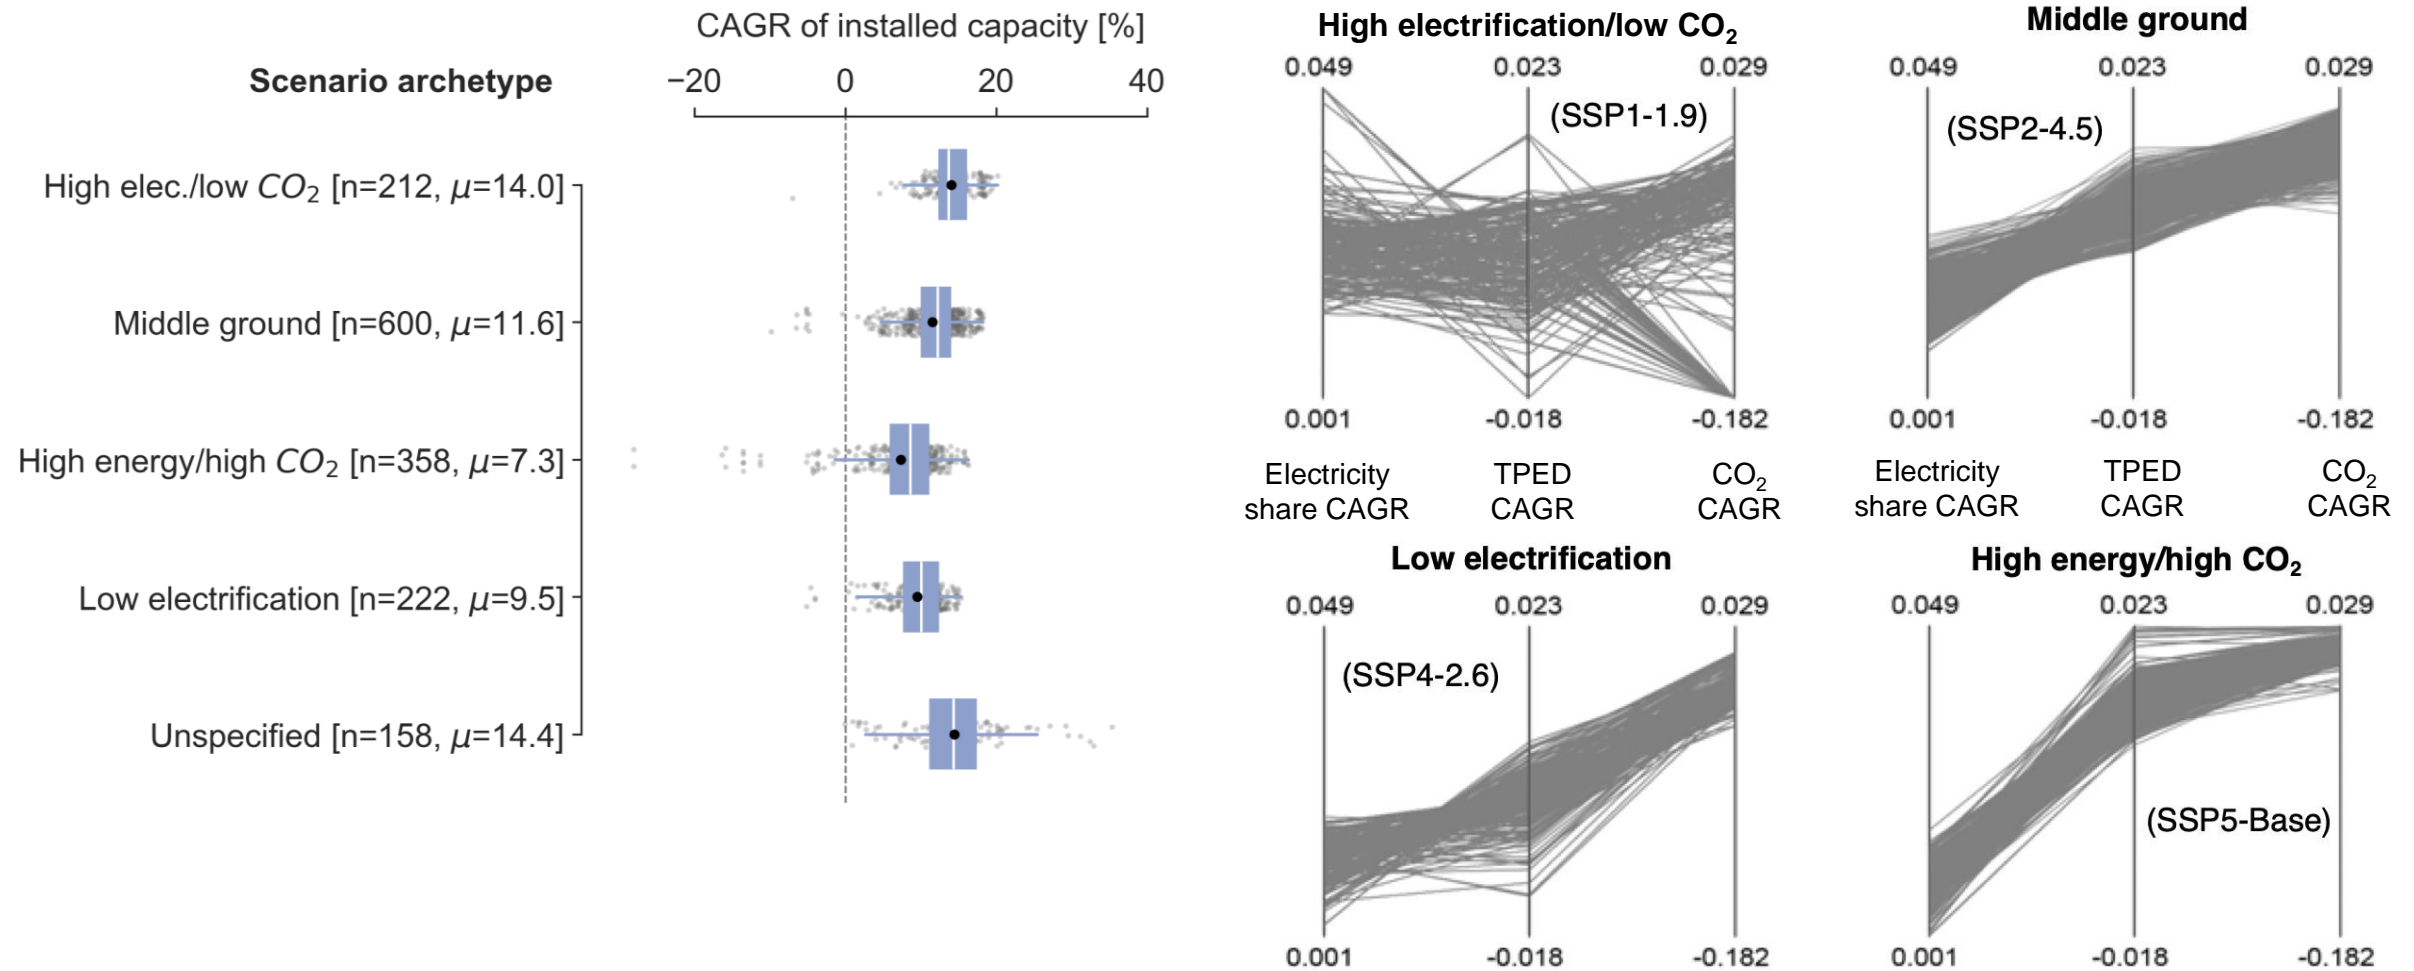 CAGR of installed capacity [%]
Scenario archetype
−20 0 20 40
High elec./low CO₂ [n=212, μ=14.0]
Middle ground [n=600, μ=11.6]
High energy/high CO₂ [n=358, μ=7.3]
Low electrification [n=222, μ=9.5]
Unspecified [n=158, μ=14.4]
High electrification/low CO₂
0.049 0.023 0.029
(SSP1-1.9)
0.001 -0.018 -0.182
Electricity share CAGR
TPED CAGR
CO₂ CAGR
Middle ground
0.049 0.023 0.029
(SSP2-4.5)
0.001 -0.018 -0.182
Electricity share CAGR
TPED CAGR
CO₂ CAGR
Low electrification
0.049 0.023 0.029
(SSP4-2.6)
0.001 -0.018 -0.182
High energy/high CO₂
0.049 0.023 0.029
(SSP5-Base)
0.001 -0.018 -0.182